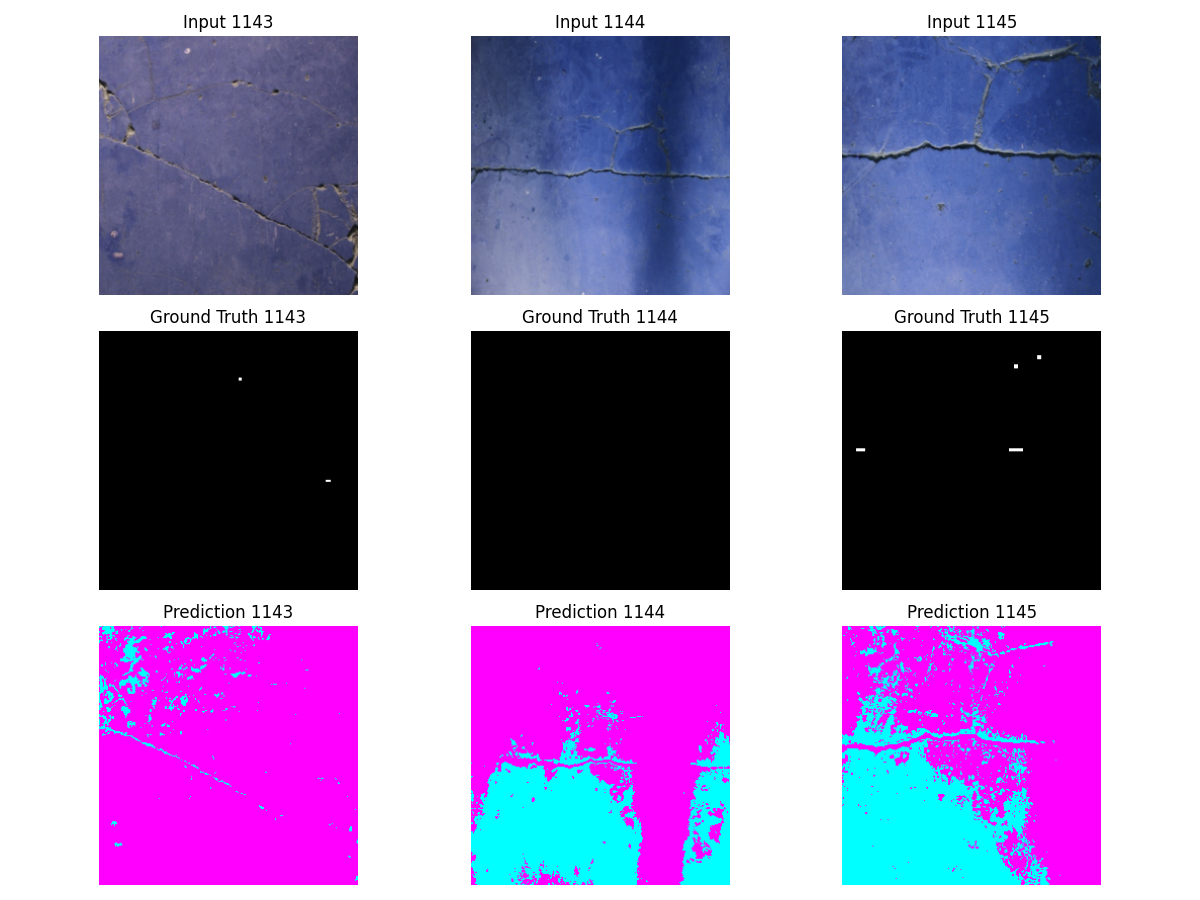 Input 1143
Input 1144
Input 1145
Ground Truth 1143
Ground Truth 1144
Ground Truth 1145
Prediction 1143
Prediction 1144
Prediction 1145